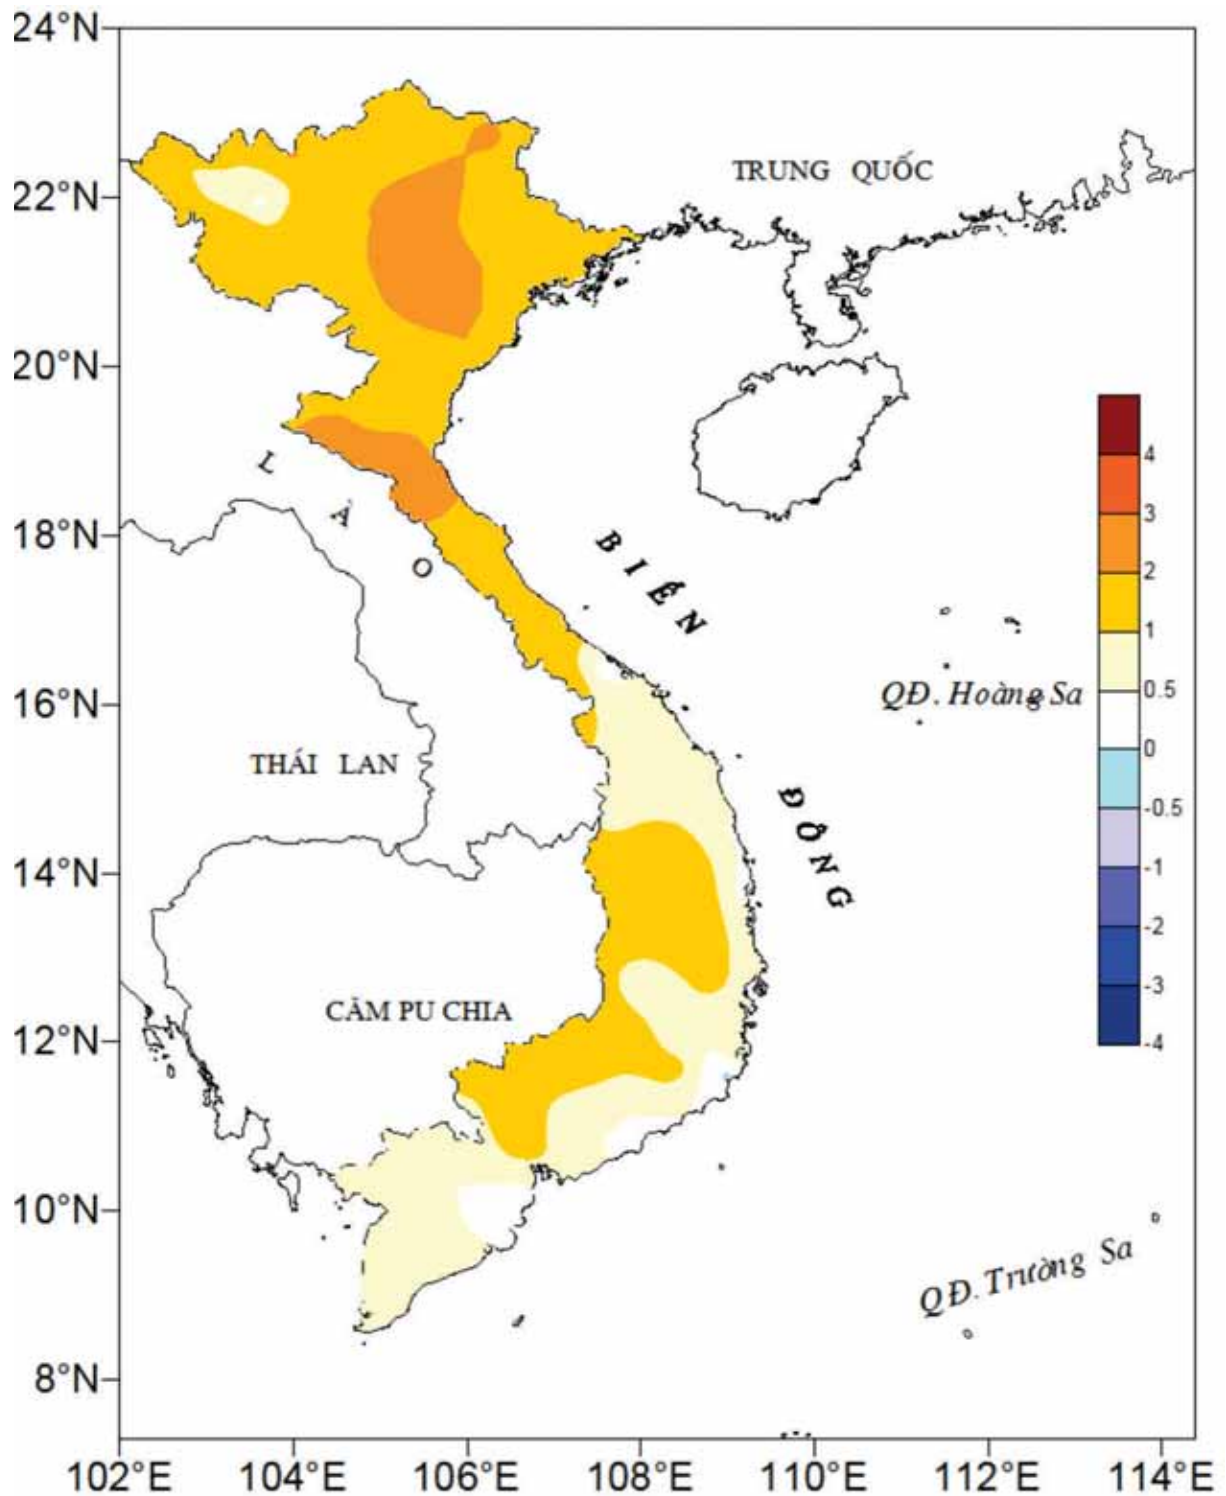 24°N
22°N
20°N
18°N
16°N
14°N
12°N
10°N
8°N
TRUNG QUỐC
L
À
O
BIÉN
ĐÔNG
QĐ. Hoàng Sa
THÁI LAN
CĂM PU CHIA
QĐ. Trường Sa
4
3
2
1
0.5
0
-0.5
-1
-2
-3
-4
102°E 104°E 106°E 108°E 110°E 112°E 114°E